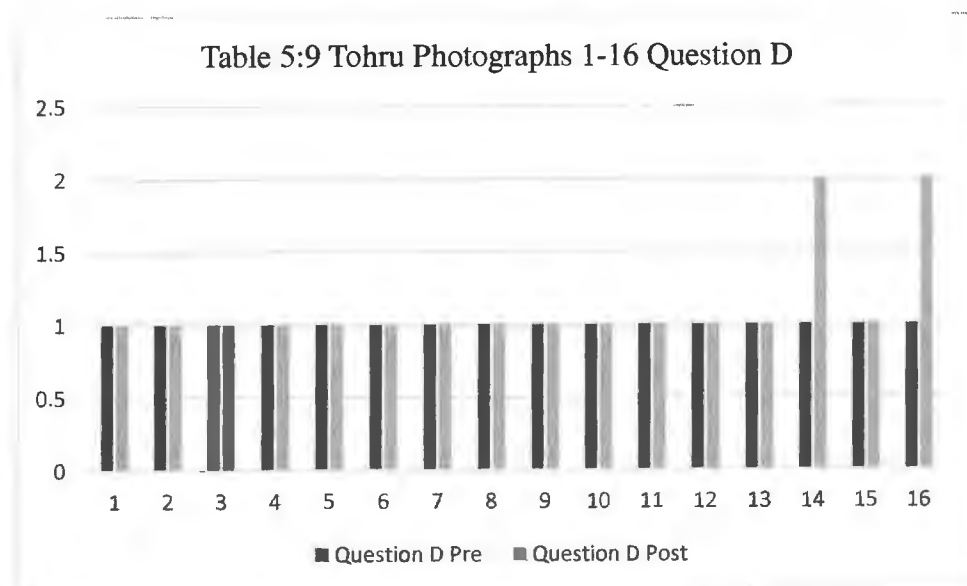 Table 5:9 Tohru Photographs 1-16 Question D
2.5
2
1.5
1
0.5
0
1 2 3 4 5 6 7 8 9 10 11 12 13 14 15 16
Question D Pre Question D Post